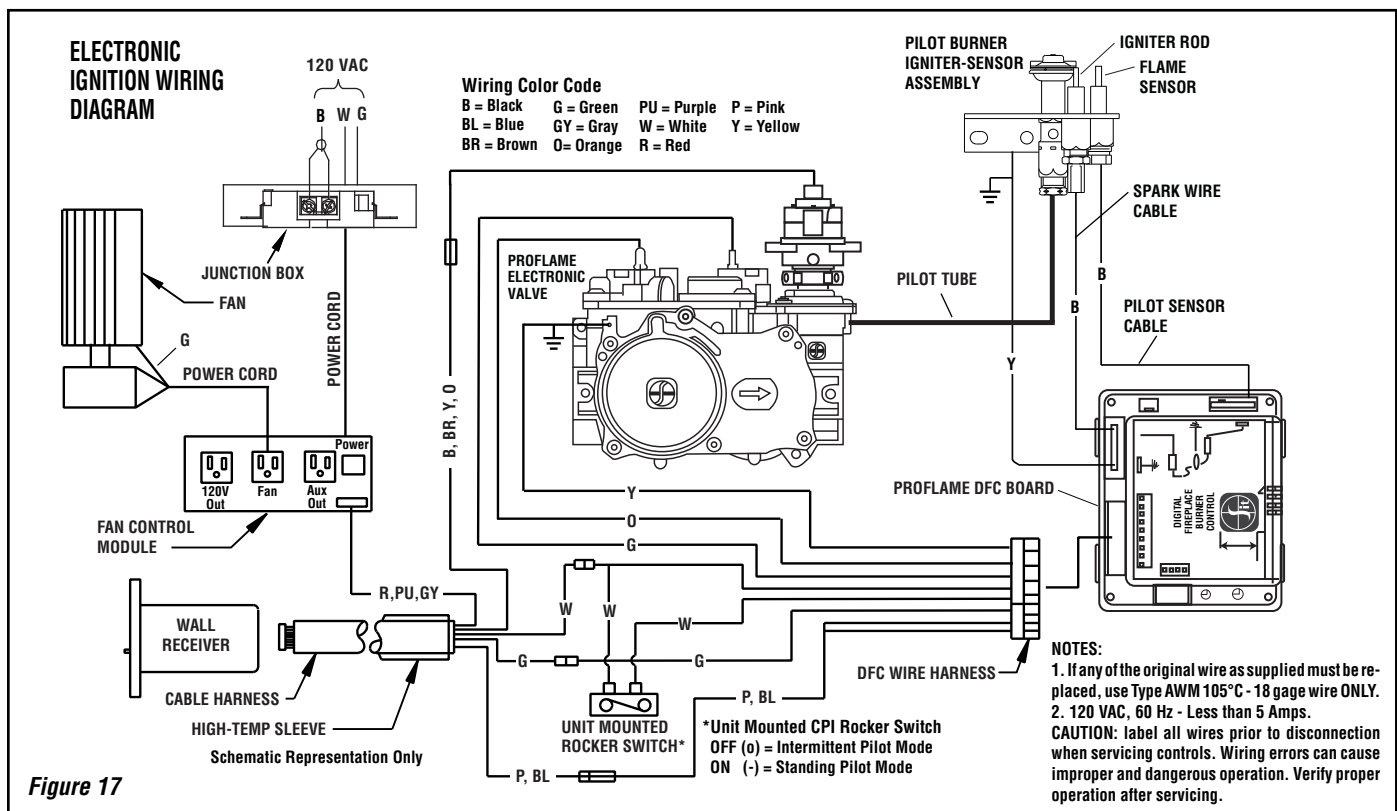 ELECTRONIC
IGNITION WIRING
DIAGRAM
120 VAC
B W G
Wiring Color Code
B = Black G = Green PU = Purple P = Pink
BL = Blue GY = Gray W = White Y = Yellow
BR = Brown O= Orange R = Red
PILOT BURNER
IGNITER-SENSOR
ASSEMBLY
IGNITER ROD
FLAME
SENSOR
SPARK WIRE
CABLE
JUNCTION BOX
FAN
G
POWER CORD
POWER CORD
PROFLAME
ELECTRONIC
VALVE
PILOT TUBE
B
B
PILOT SENSOR
CABLE
Y
B, BR, Y, O
Power
120V
Out
Fan
Aux
Out
FAN CONTROL
MODULE
PROFLAME DFC BOARD
DIGITAL
FIREPLACE
BURNER
CONTROL
Sit
Y
O
G
R,PU,GY
W
W
W
G
G
WALL
RECEIVER
CABLE HARNESS
HIGH-TEMP SLEEVE
Schematic Representation Only
DFC WIRE HARNESS
P, BL
UNIT MOUNTED
ROCKER SWITCH*
P, BL
*Unit Mounted CPI Rocker Switch
OFF (o) = Intermittent Pilot Mode
ON (-) = Standing Pilot Mode
NOTES:
1. If any of the original wire as supplied must be re-
placed, use Type AWM 105°C - 18 gage wire ONLY.
2. 120 VAC, 60 Hz - Less than 5 Amps.
CAUTION: label all wires prior to disconnection
when servicing controls. Wiring errors can cause
improper and dangerous operation. Verify proper
operation after servicing.
Figure 17